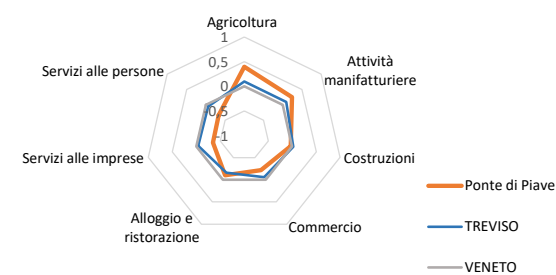 Agricoltura
1
0,5
0
-0,5
-1
Attività
manifatturiere
Costruzioni
Commercio
Alloggio e
ristorazione
Servizi alle imprese
Servizi alle persone
Ponte di Piave
TREVISO
VENETO